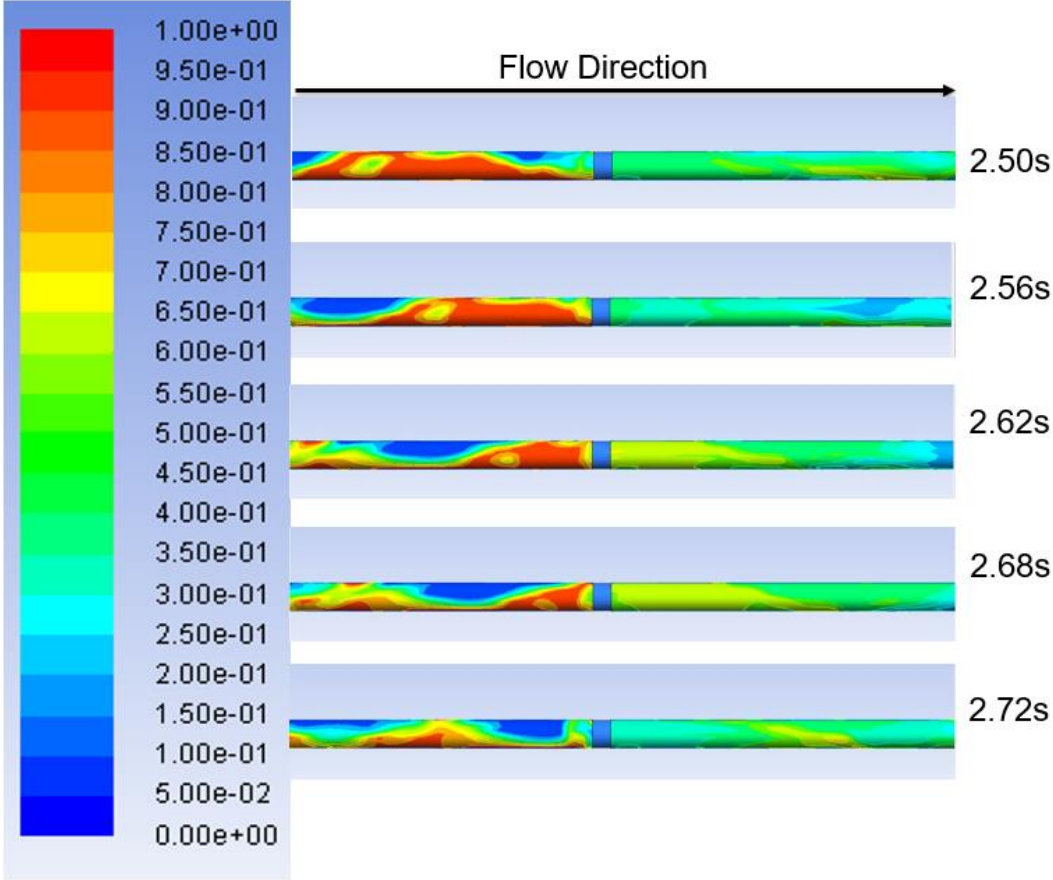 1.00e+00
9.50e-01
9.00e-01
8.50e-01
8.00e-01
7.50e-01
7.00e-01
6.50e-01
6.00e-01
5.50e-01
5.00e-01
4.50e-01
4.00e-01
3.50e-01
3.00e-01
2.50e-01
2.00e-01
1.50e-01
1.00e-01
5.00e-02
0.00e+00
Flow Direction
2.50s
2.56s
2.62s
2.68s
2.72s